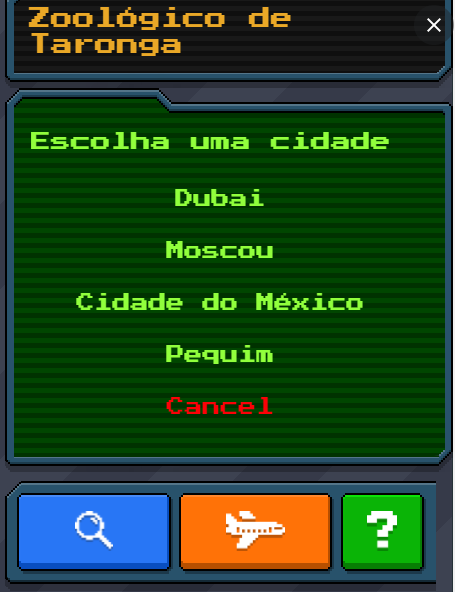 Zoológico de
Taronga
Escolha uma cidade
Dubai
Moscou
Cidade do México
Pequim
Cancel
?